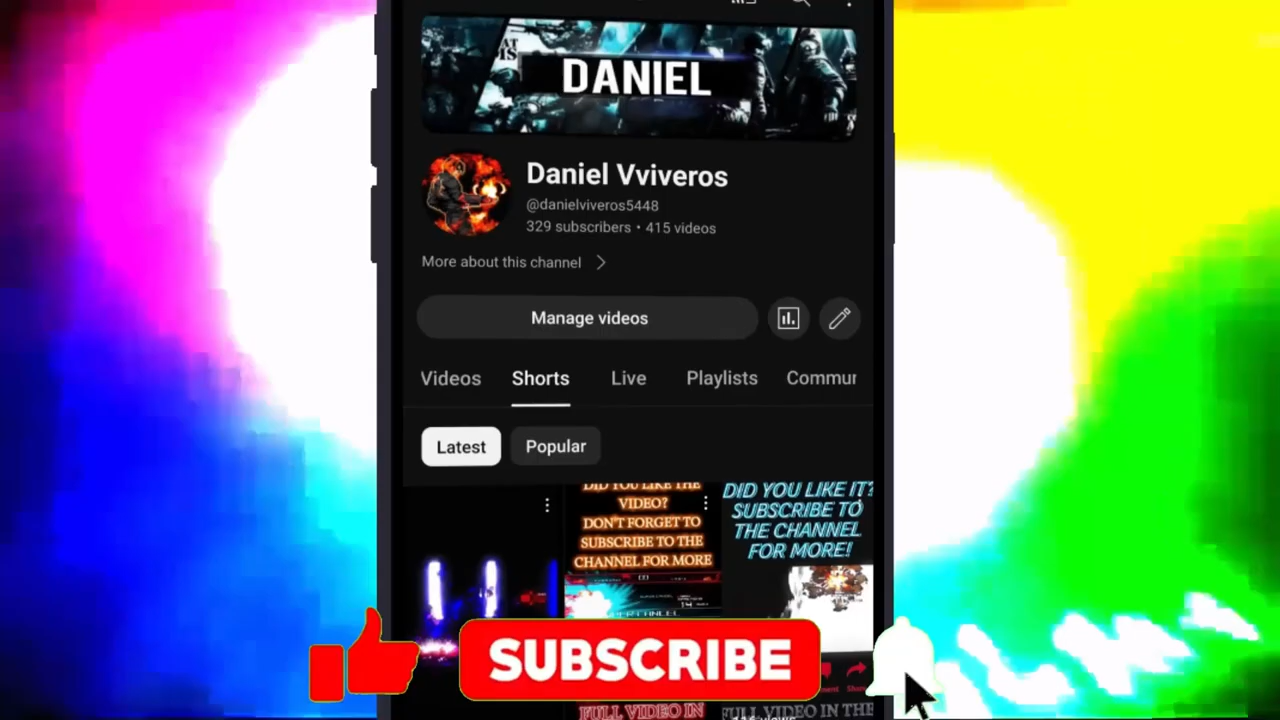 DANIEL
Daniel Vviveros
@danielviveros5448
329 subscribers • 415 videos
More about this channel
Manage videos
Videos Shorts Live Playlists Commun
Latest Popular
DID YOU LIKE THE
VIDEO?
DON'T FORGET TO
SUBSCRIBE TO THE
CHANNEL FOR MORE
DID YOU LIKE IT?
SUBSCRIBE TO
THE CHANNEL
FOR MORE!
SUBSCRIBE
FULL VIDEO IN
FULL VIDEO IN THE